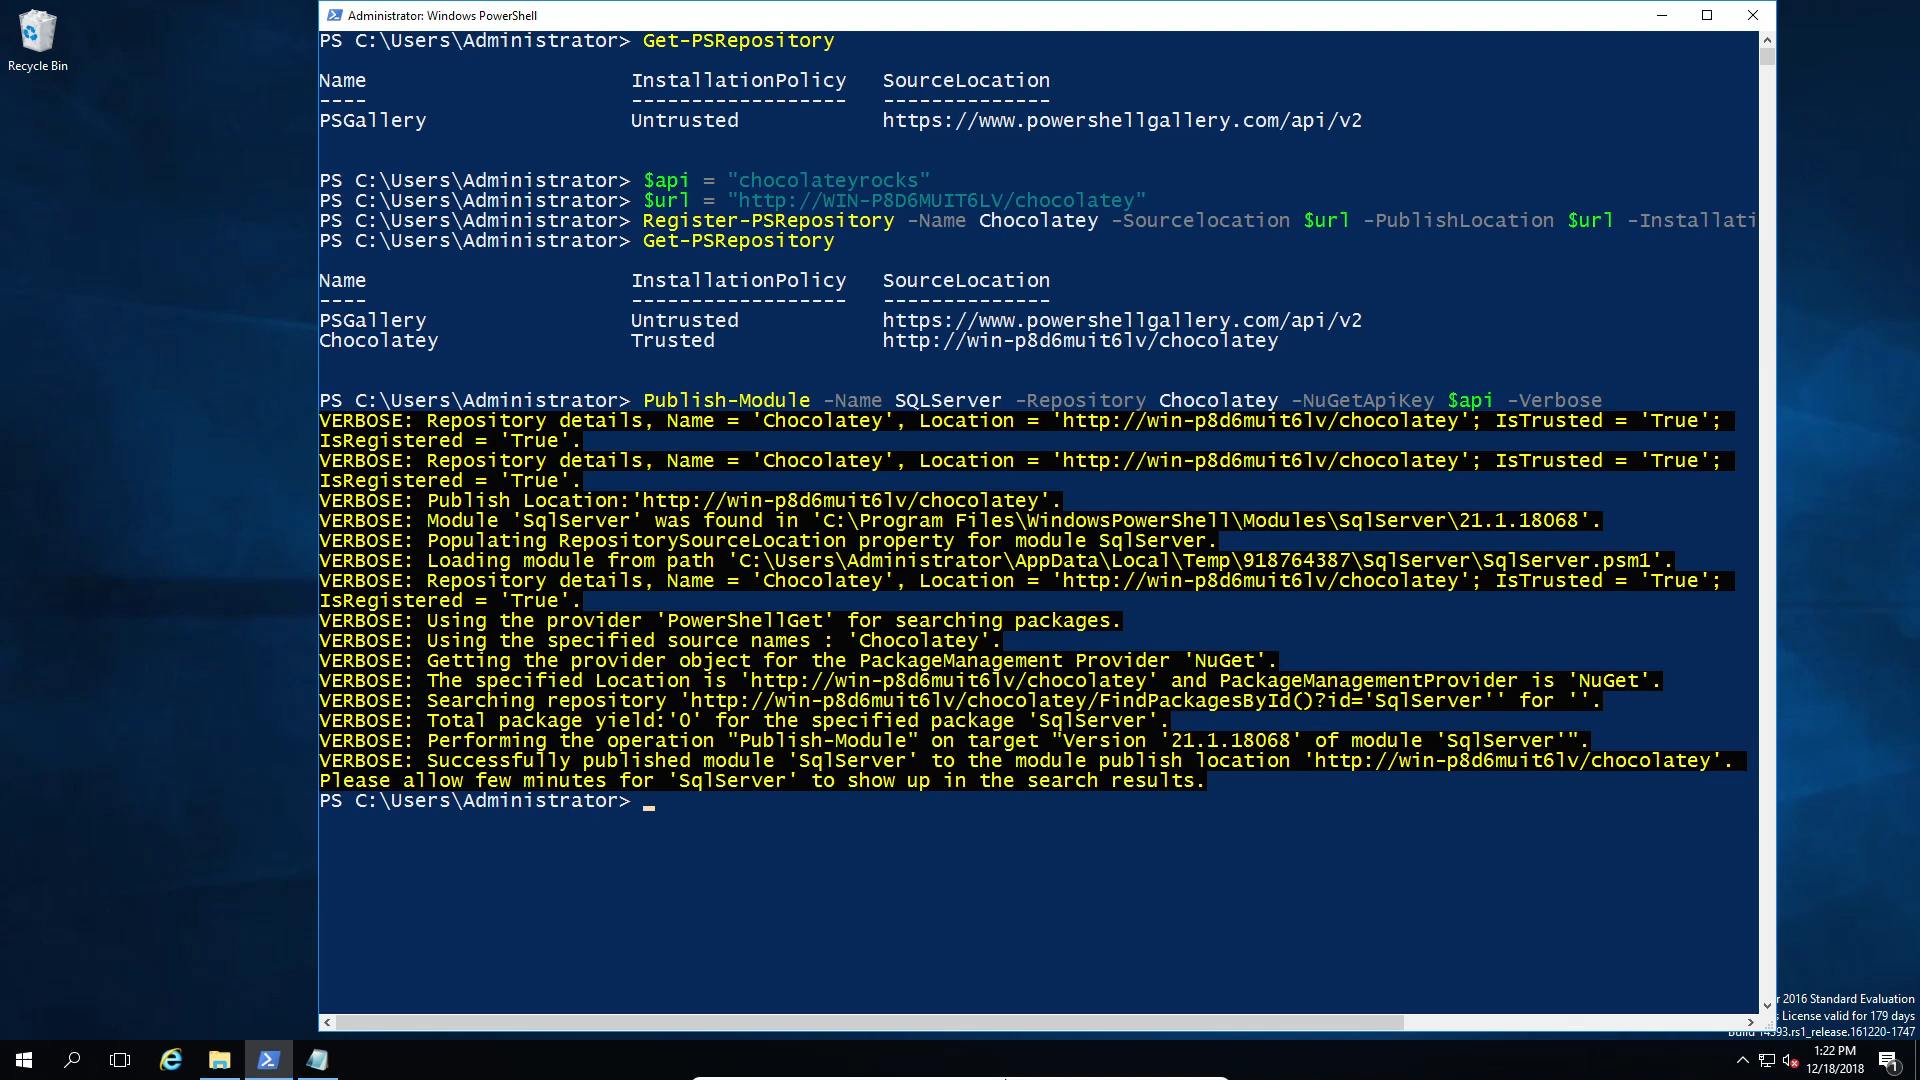 Recycle Bin
Administrator: Windows PowerShell
PS C:\Users\Administrator> Get-PSRepository
Name InstallationPolicy SourceLocation
---- ------------------ --------------
PSGallery Untrusted https://www.powershellgallery.com/api/v2
PS C:\Users\Administrator> $api = "chocolateyrocks"
PS C:\Users\Administrator> $url = "http://WIN-P8D6MUIT6LV/chocolatey"
PS C:\Users\Administrator> Register-PSRepository -Name Chocolatey -Sourcelocation $url -PublishLocation $url -Installati
PS C:\Users\Administrator> Get-PSRepository
Name InstallationPolicy SourceLocation
---- ------------------ --------------
PSGallery Untrusted https://www.powershellgallery.com/api/v2
Chocolatey Trusted http://win-p8d6muit6lv/chocolatey
PS C:\Users\Administrator> Publish-Module -Name SQLServer -Repository Chocolatey -NuGetApiKey $api -Verbose
VERBOSE: Repository details, Name = 'Chocolatey', Location = 'http://win-p8d6muit6lv/chocolatey'; IsTrusted = 'True';
IsRegistered = 'True'.
VERBOSE: Repository details, Name = 'Chocolatey', Location = 'http://win-p8d6muit6lv/chocolatey'; IsTrusted = 'True';
IsRegistered = 'True'.
VERBOSE: Publish Location:'http://win-p8d6muit6lv/chocolatey'.
VERBOSE: Module 'SqlServer' was found in 'C:\Program Files\WindowsPowerShell\Modules\SqlServer\21.1.18068'.
VERBOSE: Populating RepositorySourceLocation property for module SqlServer.
VERBOSE: Loading module from path 'C:\Users\Administrator\AppData\Local\Temp\918764387\SqlServer\SqlServer.psm1'.
VERBOSE: Repository details, Name = 'Chocolatey', Location = 'http://win-p8d6muit6lv/chocolatey'; IsTrusted = 'True';
IsRegistered = 'True'.
VERBOSE: Using the provider 'PowerShellGet' for searching packages.
VERBOSE: Using the specified source names : 'Chocolatey'.
VERBOSE: Getting the provider object for the PackageManagement Provider 'NuGet'.
VERBOSE: The specified Location is 'http://win-p8d6muit6lv/chocolatey' and PackageManagementProvider is 'NuGet'.
VERBOSE: Searching repository 'http://win-p8d6muit6lv/chocolatey/FindPackagesById()?id='SqlServer'' for ''.
VERBOSE: Total package yield:'0' for the specified package 'SqlServer'.
VERBOSE: Performing the operation "Publish-Module" on target "Version '21.1.18068' of module 'SqlServer'".
VERBOSE: Successfully published module 'SqlServer' to the module publish location 'http://win-p8d6muit6lv/chocolatey'.
Please allow few minutes for 'SqlServer' to show up in the search results.
PS C:\Users\Administrator>
r 2016 Standard Evaluation
License valid for 179 days
Build 14393.rs1_release.161220-1747
1:22 PM
12/18/2018
1